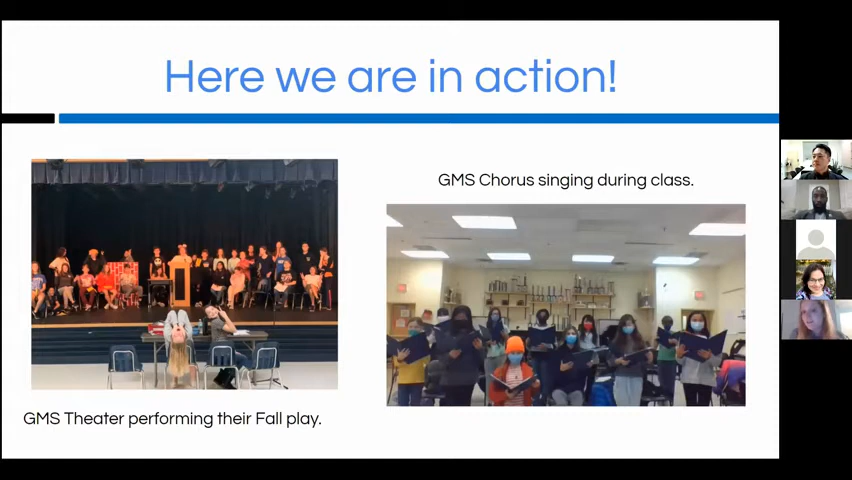 Here we are in action!
GMS Chorus singing during class.
GMS Theater performing their Fall play.